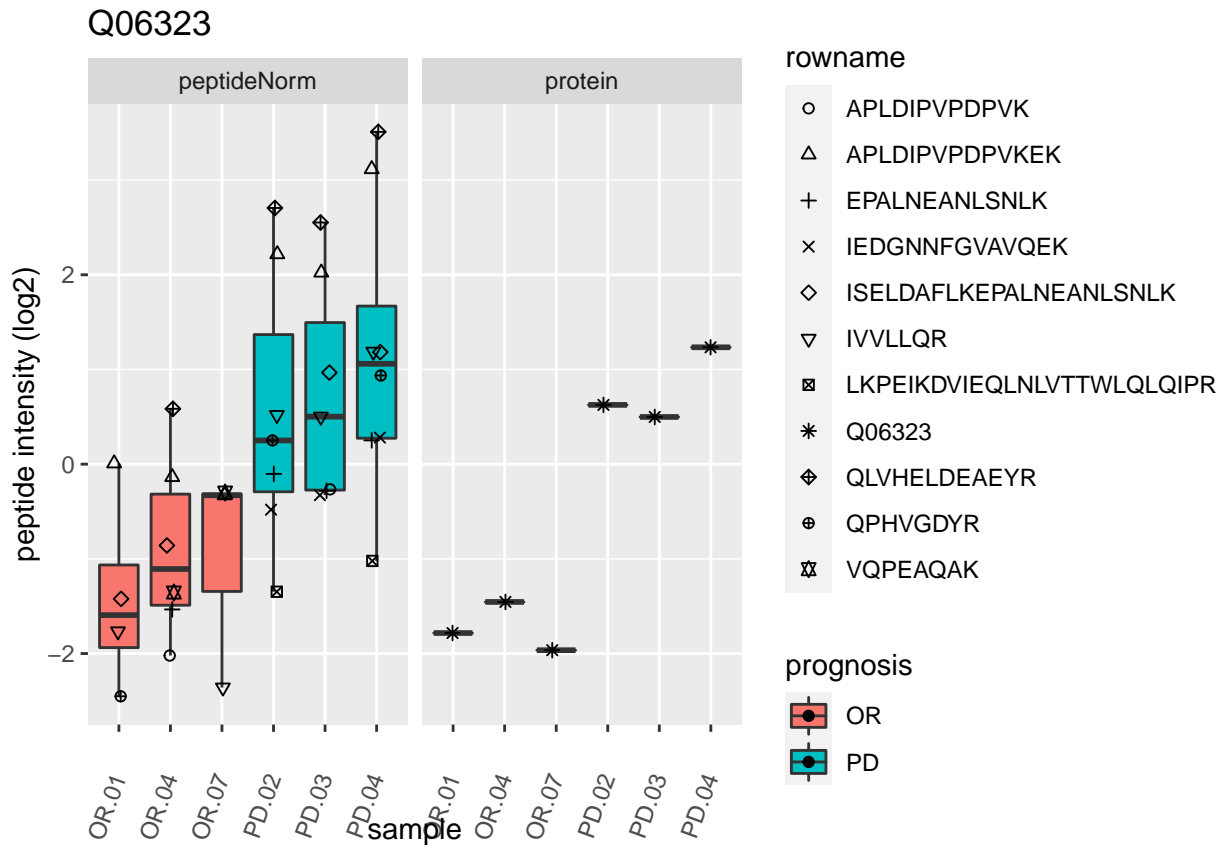 Q06323
peptideNorm
protein
peptide intensity (log2)
2
0
−2
OR.01
OR.04
OR.07
PD.02
PD.03
PD.04
OR.01
OR.04
OR.07
PD.02
PD.03
PD.04
sample
rowname
APLDIPVPDPVK
APLDIPVPDPVKEK
EPALNEANLSNLK
IEDGNNFGVAVQEK
ISELDAFLKEPALNEANLSNLK
IVVLLQR
LKPEIKDVIEQLNLVTTWLQLQIPR
Q06323
QLVHELDEAEYR
QPHVGDYR
VQPEAQAK
prognosis
OR
PD